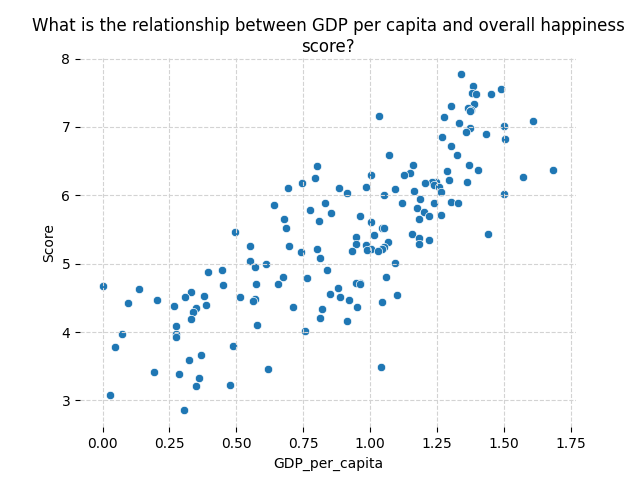 What is the relationship between GDP per capita and overall happiness
score?
8
7
6
5
4
3
Score
0.00 0.25 0.50 0.75 1.00 1.25 1.50 1.75
GDP_per_capita